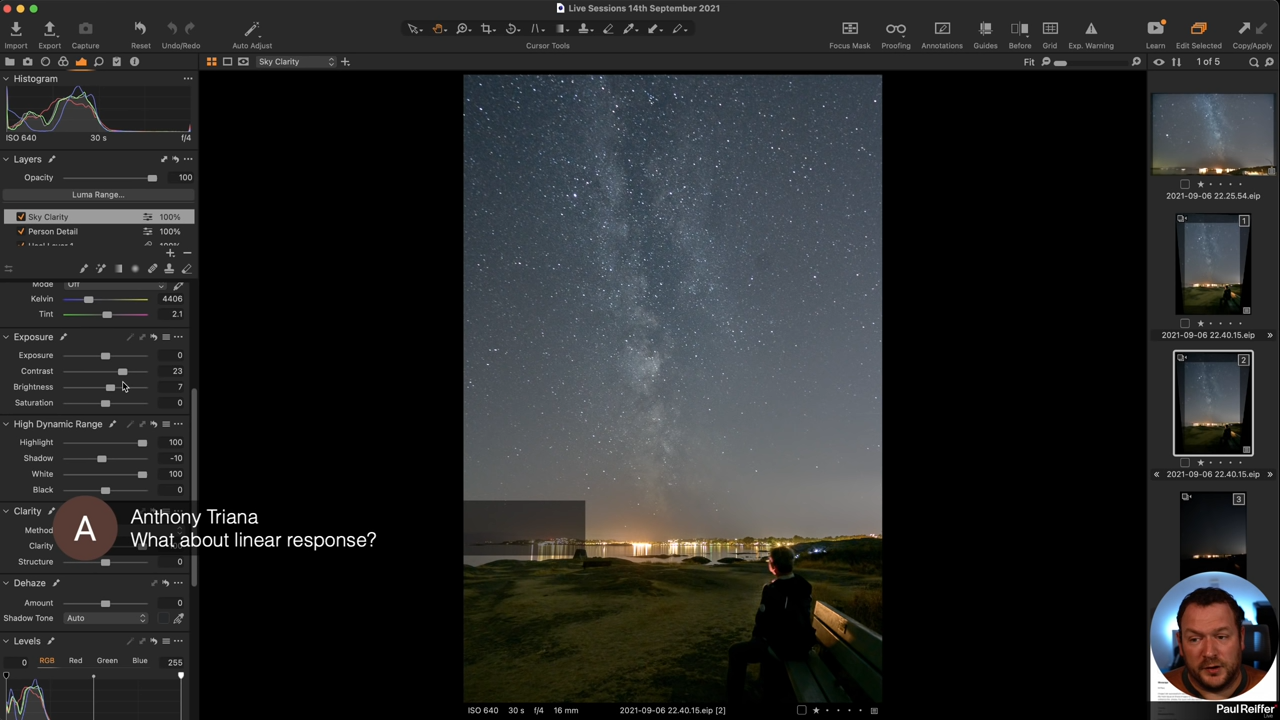 Live Sessions 14th September 2021
Import Export Capture Reset Undo/Redo Auto Adjust Cursor Tools Focus Mask Proofing Annotations Guides Before Grid Exp. Warning Learn Edit Selected Copy/Apply
Sky Clarity
Fit
1 of 5
Histogram
ISO 640 30 s f/4
Layers
Opacity 100
Luma Range...
Sky Clarity 100%
Person Detail 100%
Mode Off
Kelvin 4406
Tint 2.1
Exposure
Exposure 0
Contrast 23
Brightness 7
Saturation 0
High Dynamic Range
Highlight 100
Shadow -10
White 100
Black 0
Clarity
Method
Clarity
Structure 0
A
Anthony Triana
What about linear response?
Dehaze
Amount 0
Shadow Tone Auto
Levels
0 RGB Red Green Blue 255
ISO 640 30 s f/4 16 mm 2021-09-06 22.40.15.eip [2]
2021-09-06 22.25.54.eip
1
2021-09-06 22.40.15.eip »
2
« 2021-09-06 22.40.15.eip »
3
Paul Reiffer
Live